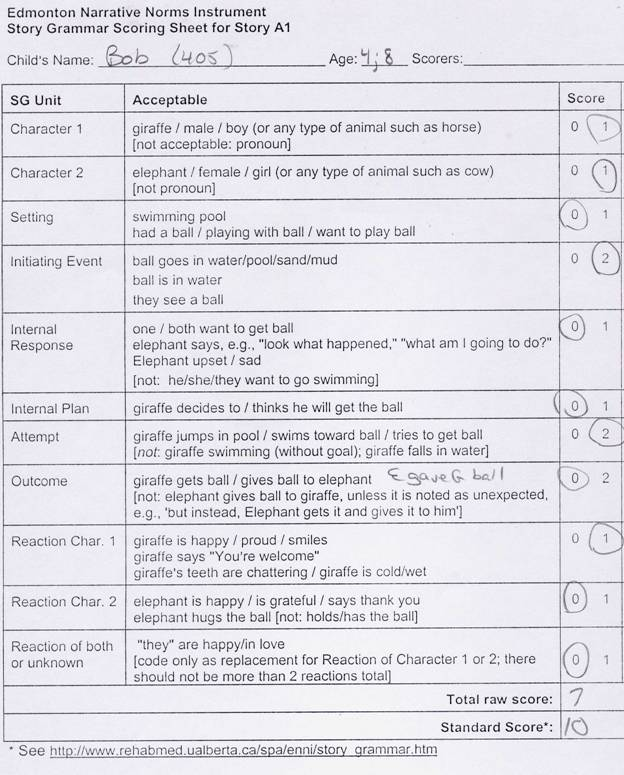 Edmonton Narrative Norms Instrument
Story Grammar Scoring Sheet for Story A1
Child's Name: Bob (405) Age: 4;8 Scorers:
SG Unit Acceptable Score
Character 1 giraffe / male / boy (or any type of animal such as horse) 0 1
[not acceptable: pronoun]
Character 2 elephant / female / girl (or any type of animal such as cow) 0 1
[not pronoun]
Setting swimming pool 0 1
had a ball / playing with ball / want to play ball
Initiating Event ball goes in water/pool/sand/mud 0 2
ball is in water
they see a ball
Internal one / both want to get ball 0 1
Response elephant says, e.g., "look what happened," "what am I going to do?"
Elephant upset / sad
[not: he/she/they want to go swimming]
Internal Plan giraffe decides to / thinks he will get the ball 0 1
Attempt giraffe jumps in pool / swims toward ball / tries to get ball 0 2
[not: giraffe swimming (without goal); giraffe falls in water]
Outcome giraffe gets ball / gives ball to elephant E gave G ball 0 2
[not: elephant gives ball to giraffe, unless it is noted as unexpected,
e.g., 'but instead, Elephant gets it and gives it to him']
Reaction Char. 1 giraffe is happy / proud / smiles 0 1
giraffe says "You're welcome"
giraffe's teeth are chattering / giraffe is cold/wet
Reaction Char. 2 elephant is happy / is grateful / says thank you 0 1
elephant hugs the ball [not: holds/has the ball]
Reaction of both "they" are happy/in love 0 1
or unknown [code only as replacement for Reaction of Character 1 or 2; there
should not be more than 2 reactions total]
Total raw score: 7
Standard Score*: 10
* See http://www.rehabmed.ualberta.ca/spa/enni/story_grammar.htm